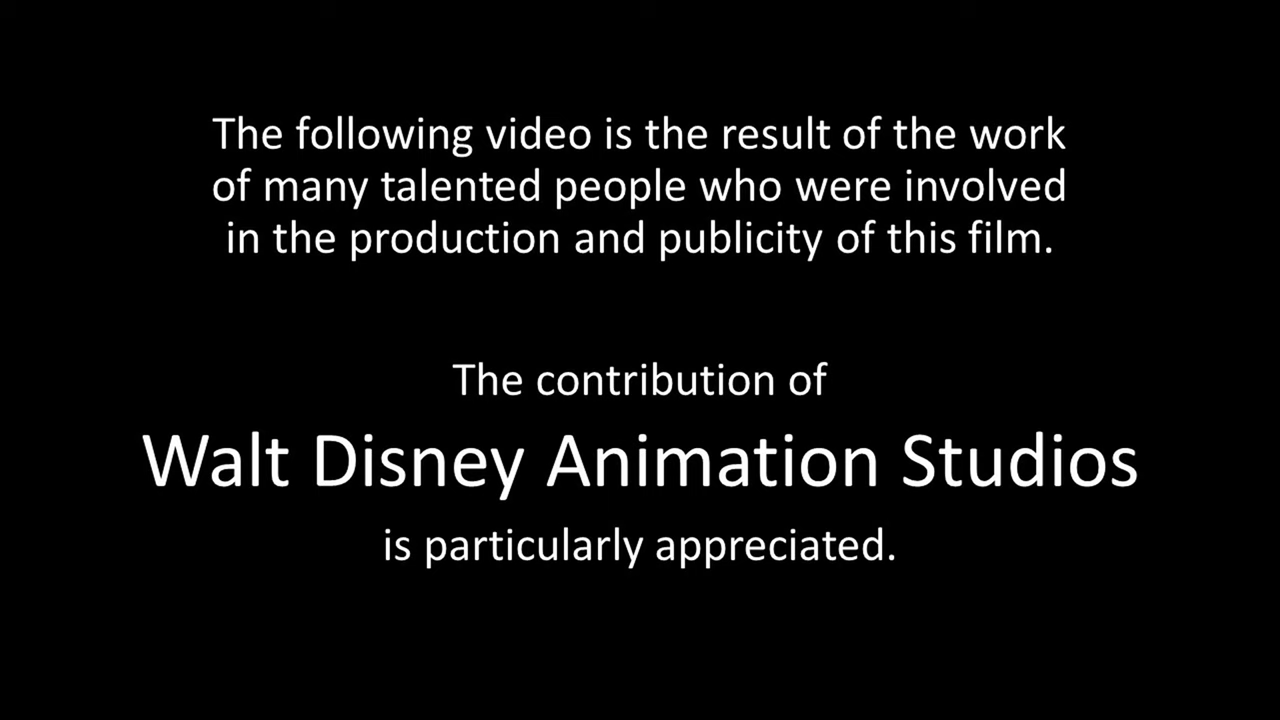 The following video is the result of the work
of many talented people who were involved
in the production and publicity of this film.
The contribution of
Walt Disney Animation Studios
is particularly appreciated.